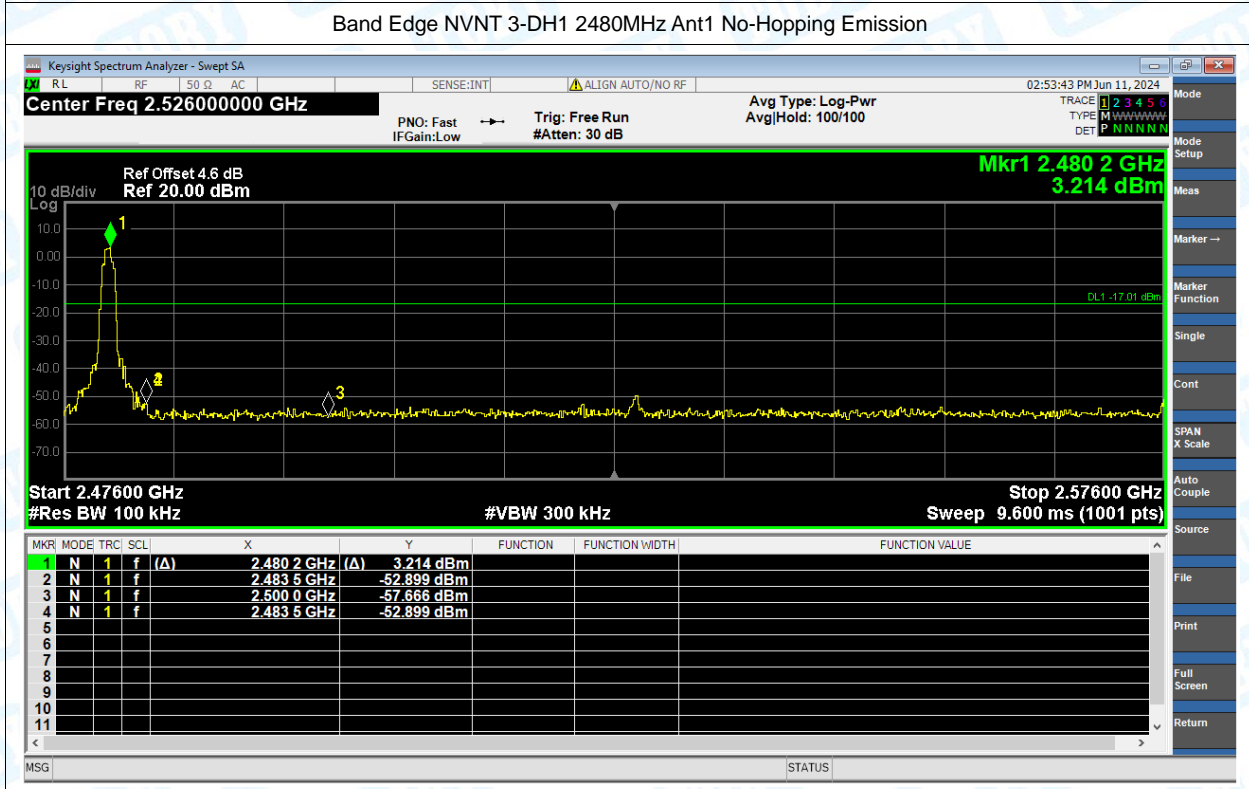 Band Edge NVNT 3-DH1 2480MHz Ant1 No-Hopping Emission
Keysight Spectrum Analyzer - Swept SA
LXI RL RF 50 Ω AC SENSE:INT ALIGN AUTO/NO RF 02:53:43 PM Jun 11, 2024
Center Freq 2.526000000 GHz
PNO: Fast
IFGain:Low
Trig: Free Run
#Atten: 30 dB
Avg Type: Log-Pwr
Avg|Hold: 100/100
TRACE 1 2 3 4 5 6
TYPE M W W W W W
DET P N N N N N
Ref Offset 4.6 dB
10 dB/div Ref 20.00 dBm
Log
Mkr1 2.480 2 GHz
3.214 dBm
10.0
0.00
-10.0
-20.0
-30.0
-40.0
-50.0
-60.0
-70.0
1
DL1 -17.01 dBm
3
Start 2.47600 GHz Stop 2.57600 GHz
#Res BW 100 kHz #VBW 300 kHz Sweep 9.600 ms (1001 pts)
MKR MODE TRC SCL X Y FUNCTION FUNCTION WIDTH FUNCTION VALUE
1 N 1 f (Δ) 2.480 2 GHz (Δ) 3.214 dBm
2 N 1 f 2.483 5 GHz -52.899 dBm
3 N 1 f 2.500 0 GHz -57.666 dBm
4 N 1 f 2.483 5 GHz -52.899 dBm
5
6
7
8
9
10
11
MSG STATUS
Mode
Mode
Setup
Meas
Marker →
Marker
Function
Single
Cont
SPAN
X Scale
Auto
Couple
Source
File
Print
Full
Screen
Return